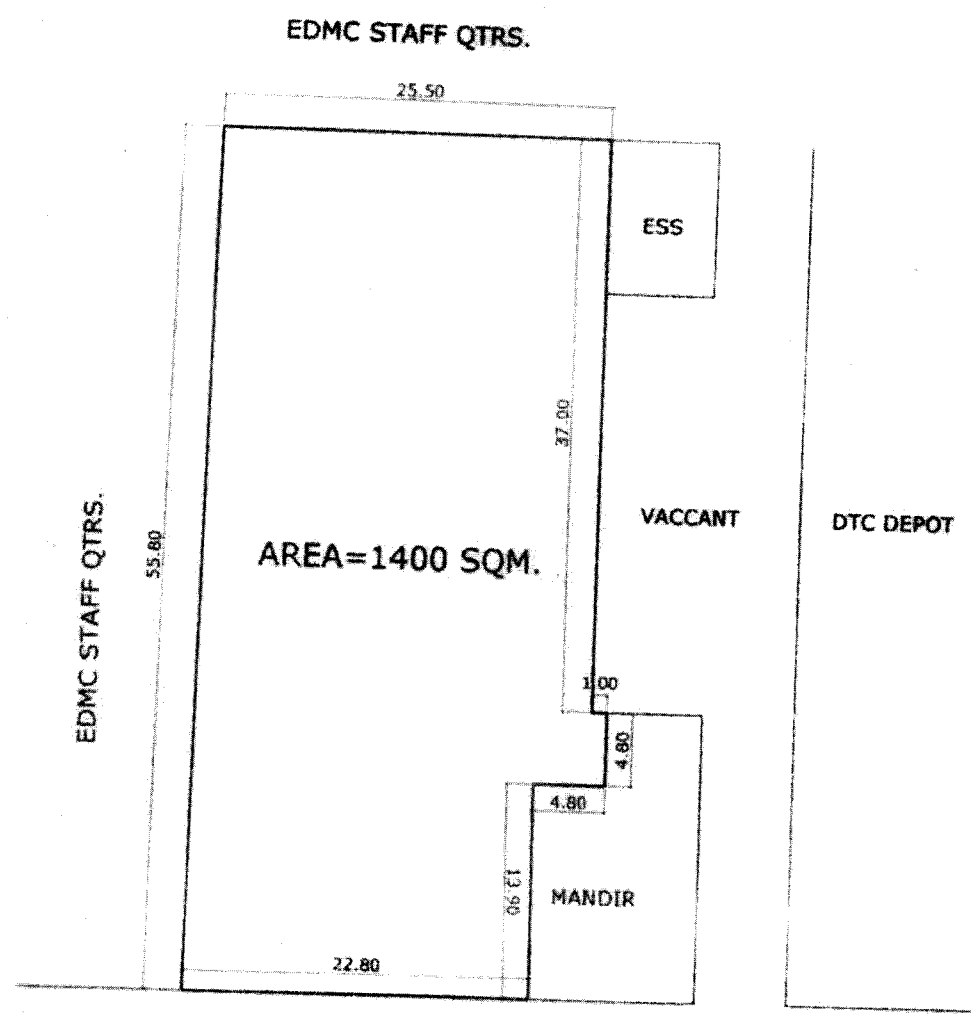 EDMC STAFF QTRS.
25.50
ESS
37.00
VACCANT
DTC DEPOT
EDMC STAFF QTRS.
55.80
AREA=1400 SQM.
1.00
4.80
4.80
13.90
MANDIR
22.80